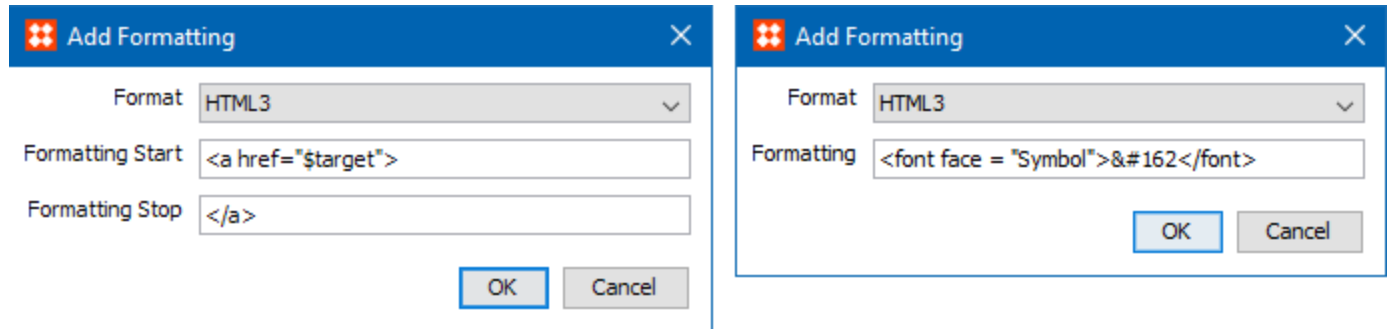 Add Formatting
Format HTML3
Formatting Start <a href="$target">
Formatting Stop </a>
OK Cancel
Add Formatting
Format HTML3
Formatting <font face = "Symbol">&#162</font>
OK Cancel